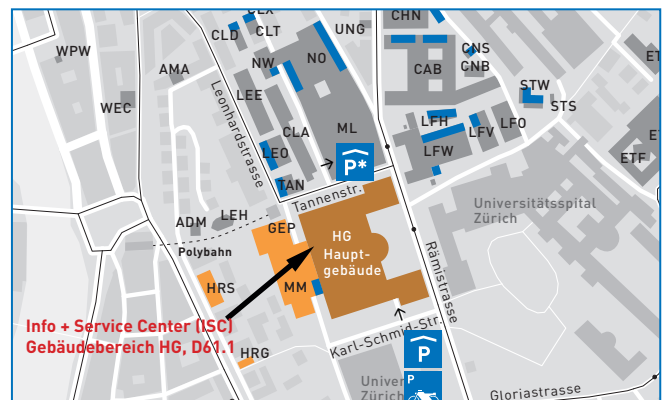 CLX
CLD
CLT
UNG
CHN
WPW
NO
NW
CNS
CNB
CAB
AMA
LEE
STW
STS
WEC
Leonhardstrasse
CLA
ML
LFH
LFV
LFO
LFW
LEO
P*
ETF
TAN
Tannenstr.
Universitätsspital
Zürich
ADM
LEH
GEP
HG
Haupt-
gebäude
Polybahn
Rämistrasse
HRS
MM
Info + Service Center (ISC)
Gebäudebereich HG, D61.1
HRG
Karl-Schmid-Str.
P
P
Zürich
Gloriastrasse